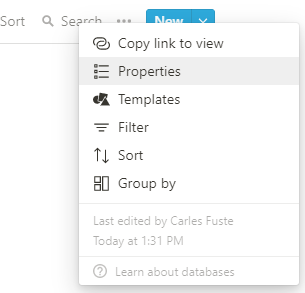 Sort Search New
Copy link to view
Properties
Templates
Filter
Sort
Group by
Last edited by Carles Fuste
Today at 1:31 PM
Learn about databases